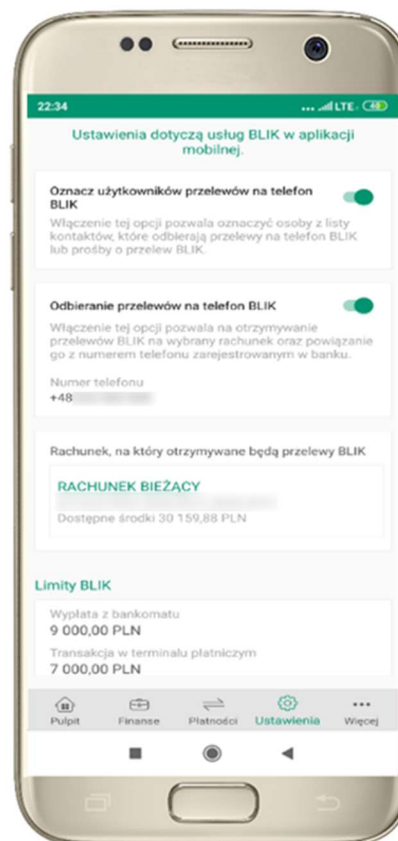 22:34
... LTE 48
Ustawienia dotyczą usług BLIK w aplikacji
mobilnej.
Oznacz użytkowników przelewów na telefon
BLIK
Włączenie tej opcji pozwala oznaczyć osoby z listy
kontaktów, które odbierają przelewy na telefon BLIK
lub prośby o przelew BLIK.
Odbieranie przelewów na telefon BLIK
Włączenie tej opcji pozwala na otrzymywanie
przelewów BLIK na wybrany rachunek oraz powiązanie
go z numerem telefonu zarejestrowanym w banku.
Numer telefonu
+48
Rachunek, na który otrzymywane będą przelewy BLIK
RACHUNEK BIEŻĄCY
Dostępne środki 30 159,88 PLN
Limity BLIK
Wypłata z bankomatu
9 000,00 PLN
Transakcja w terminalu płatniczym
7 000,00 PLN
Pulpit Finanse Płatności Ustawienia Więcej